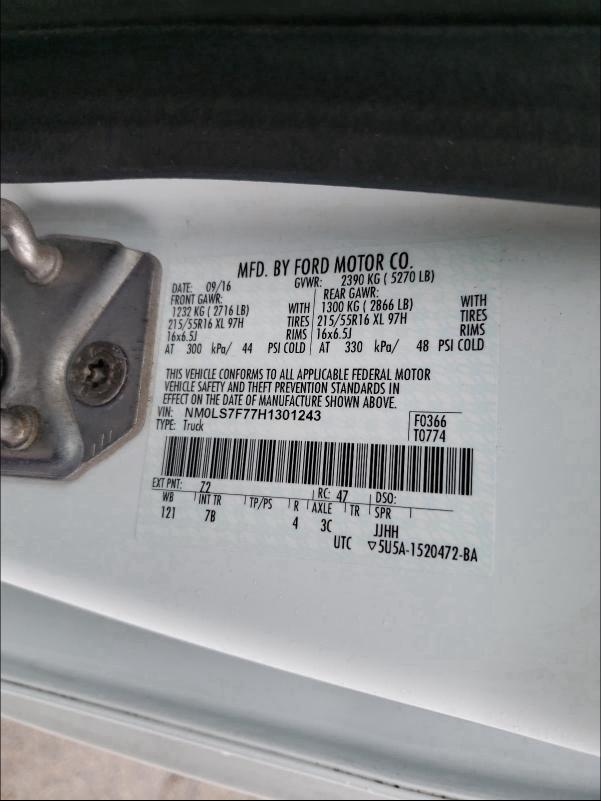 MFD. BY FORD MOTOR CO.
DATE: 09/16 GVWR: 2390 KG ( 5270 LB)
FRONT GAWR: REAR GAWR:
1232 KG ( 2716 LB) WITH 1300 KG ( 2866 LB) WITH
215/55R16 XL 97H TIRES 215/55R16 XL 97H TIRES
16x6.5J RIMS 16x6.5J RIMS
AT 300 kPa/ 44 PSI COLD AT 330 kPa/ 48 PSI COLD
THIS VEHICLE CONFORMS TO ALL APPLICABLE FEDERAL MOTOR
VEHICLE SAFETY AND THEFT PREVENTION STANDARDS IN
EFFECT ON THE DATE OF MANUFACTURE SHOWN ABOVE.
VIN: NM0LS7F77H1301243 F0366
TYPE: Truck T0774
EXT PNT: YZ RC: 47 DSO:
WB INT TR TP/PS R AXLE TR SPR
121 7B 4 3C JJHH
UTC ▽5U5A-1520472-BA